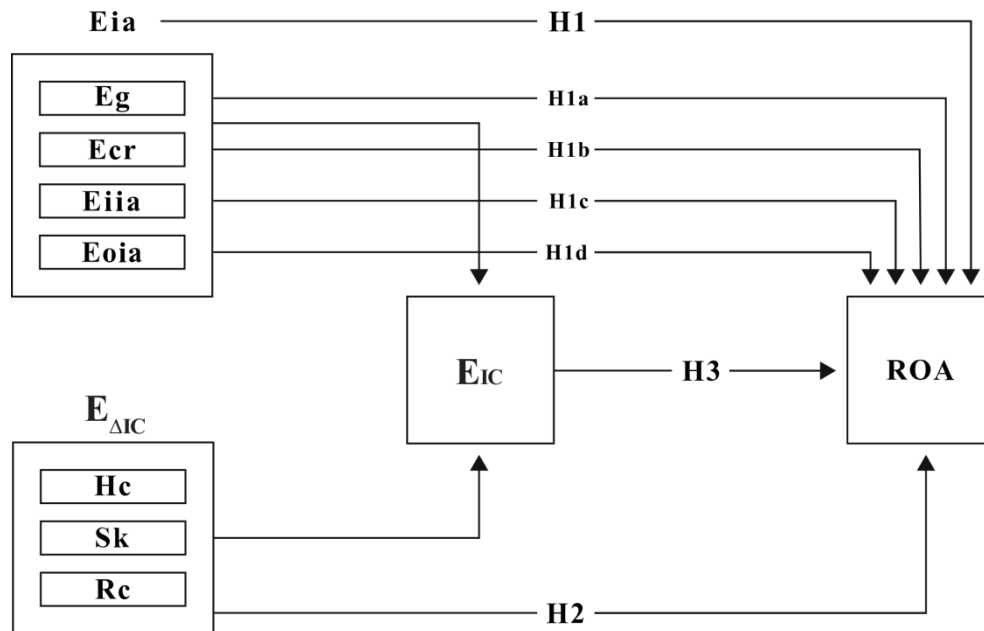 Eia
H1
Eg
H1a
Ecr
H1b
Eiia
H1c
Eoia
H1d
EIC
H3
ROA
EΔIC
Hc
Sk
Rc
H2